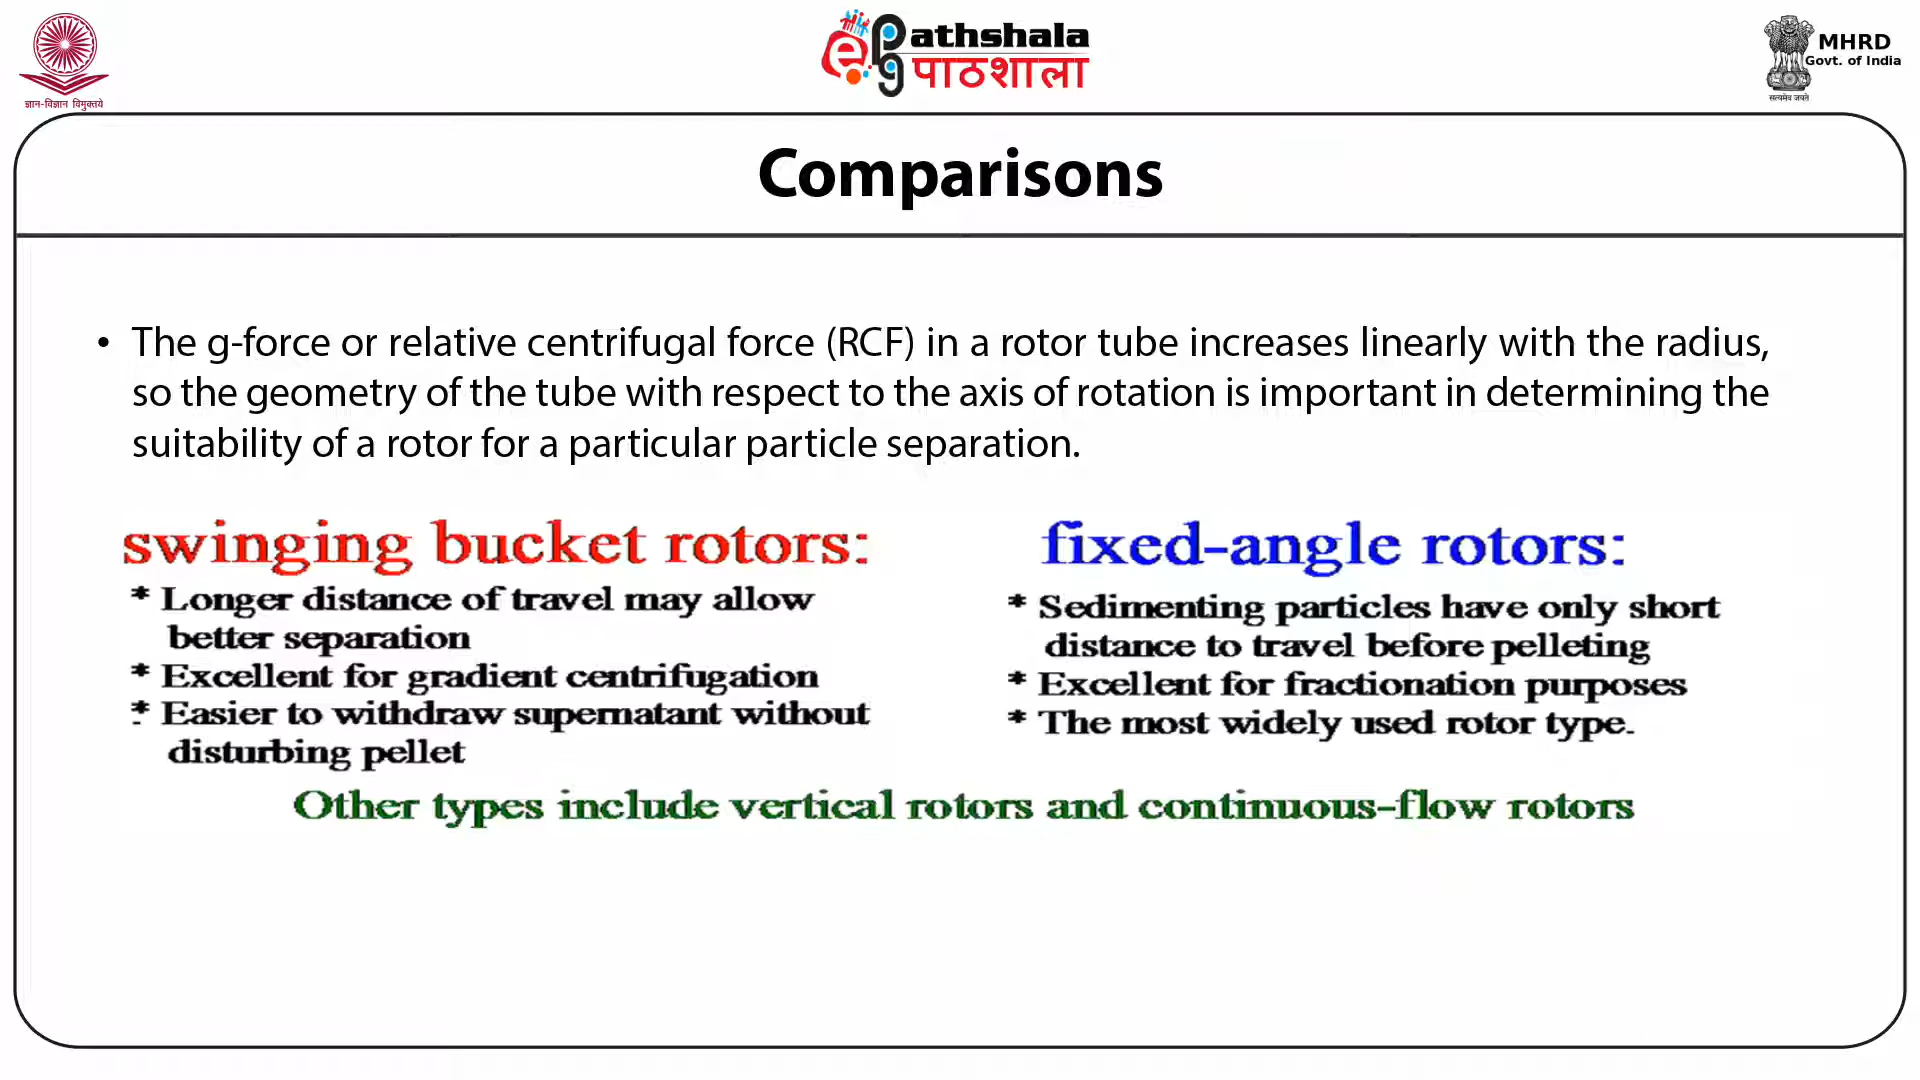 ज्ञान-विज्ञान विमुक्तये
ePathshala
पाठशाला
MHRD
Govt. of India
सत्यमेव जयते
Comparisons
• The g-force or relative centrifugal force (RCF) in a rotor tube increases linearly with the radius,
so the geometry of the tube with respect to the axis of rotation is important in determining the
suitability of a rotor for a particular particle separation.
swinging bucket rotors:
* Longer distance of travel may allow
better separation
* Excellent for gradient centrifugation
* Easier to withdraw supernatant without
disturbing pellet
fixed-angle rotors:
* Sedimenting particles have only short
distance to travel before pelleting
* Excellent for fractionation purposes
* The most widely used rotor type.
Other types include vertical rotors and continuous-flow rotors